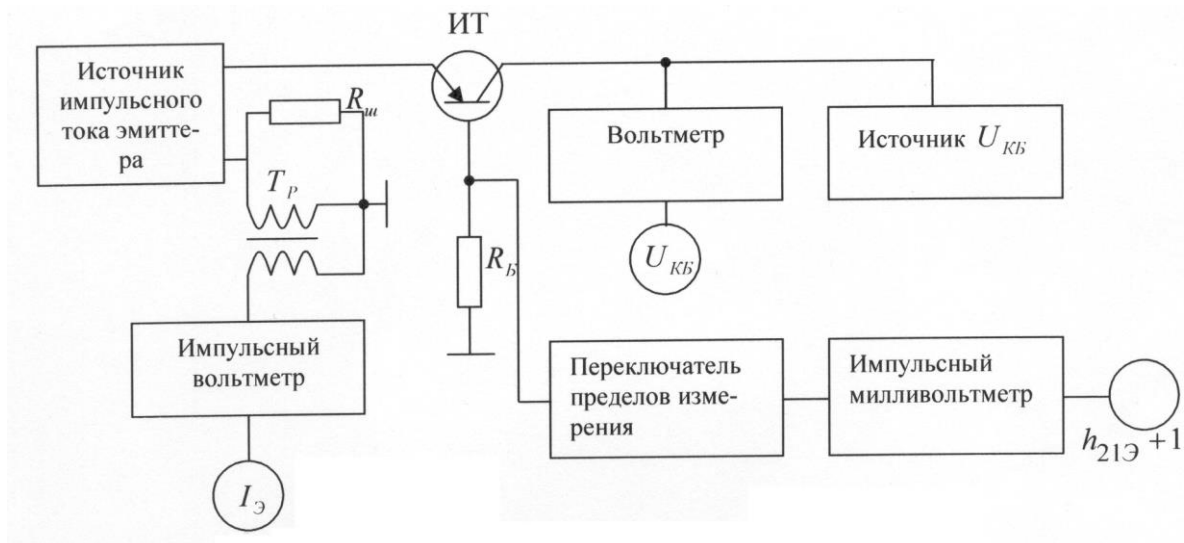 ИТ
Источник
импульсного
тока эмитте-
ра
R_ш
T_P
Вольтметр
Источник U_КБ
R_Б
U_КБ
Импульсный
вольтметр
Переключатель
пределов изме-
рения
Импульсный
милливольтметр
h_21Э +1
I_Э